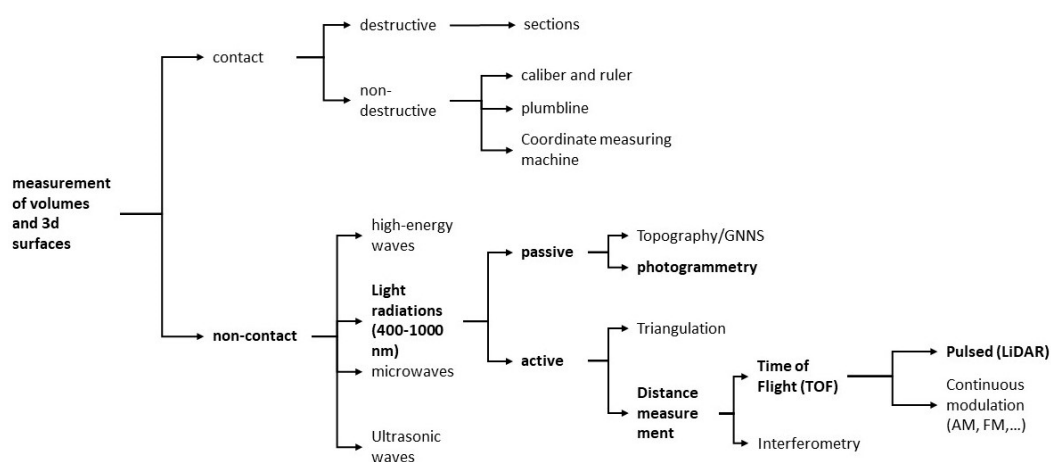 measurement
of volumes
and 3d
surfaces
contact
destructive
sections
non-
destructive
caliber and ruler
plumbline
Coordinate measuring
machine
non-contact
high-energy
waves
Light
radiations
(400-1000
nm)
microwaves
Ultrasonic
waves
passive
Topography/GNNS
photogrammetry
active
Triangulation
Distance
measure
ment
Time of
Flight (TOF)
Interferometry
Pulsed (LiDAR)
Continuous
modulation
(AM, FM,...)